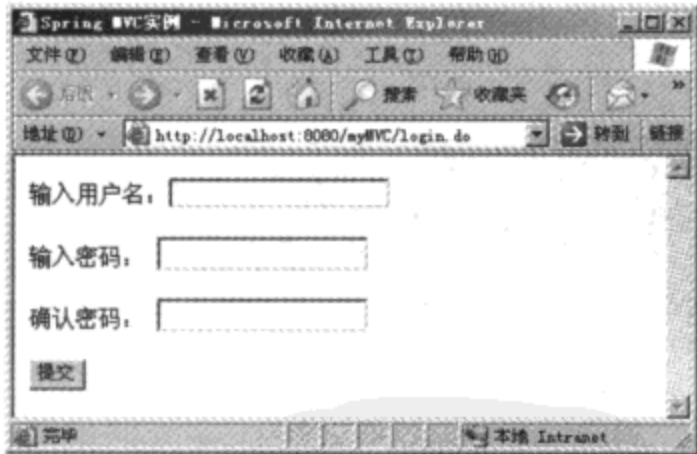 Spring MVC实例 - Microsoft Internet Explorer
文件(F) 编辑(E) 查看(V) 收藏(A) 工具(T) 帮助(H)
后退 搜索 收藏夹 »
地址(D) http://localhost:8080/myMVC/login.do 转到 链接
输入用户名：
输入密码：
确认密码：
提交
完毕 本地 Intranet